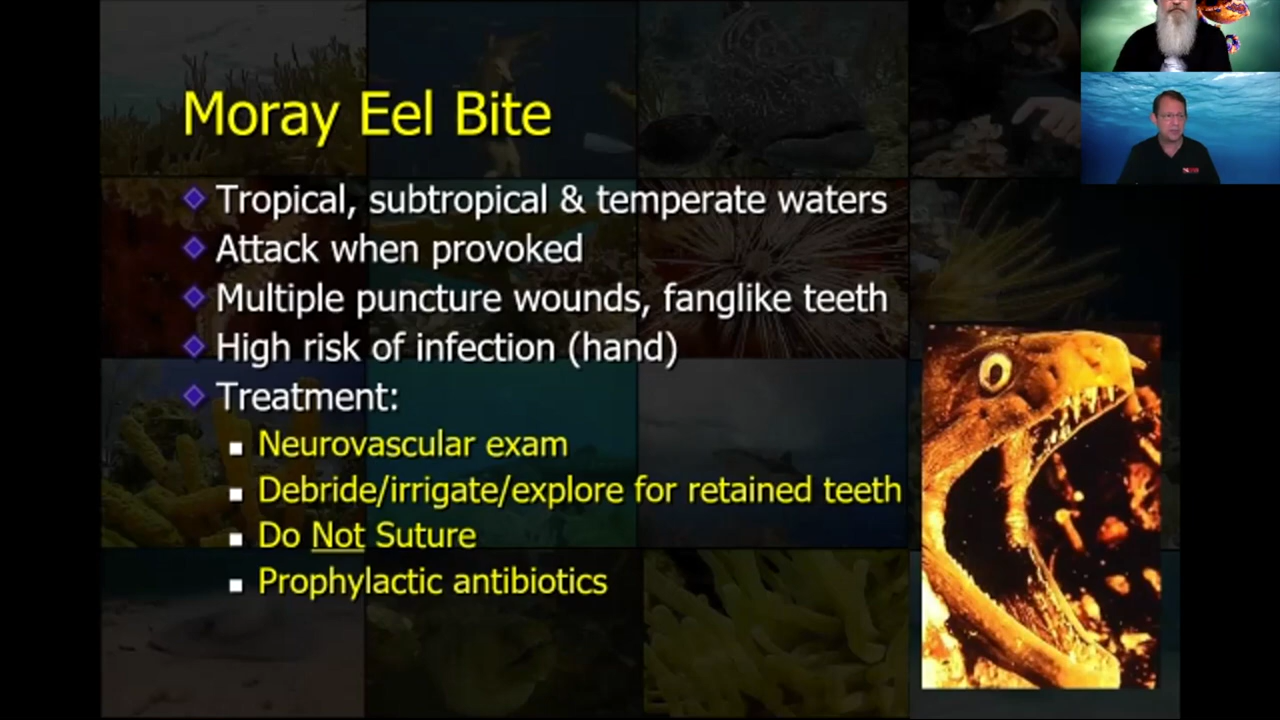 Moray Eel Bite
Tropical, subtropical & temperate waters
Attack when provoked
Multiple puncture wounds, fanglike teeth
High risk of infection (hand)
Treatment:
Neurovascular exam
Debride/irrigate/explore for retained teeth
Do Not Suture
Prophylactic antibiotics